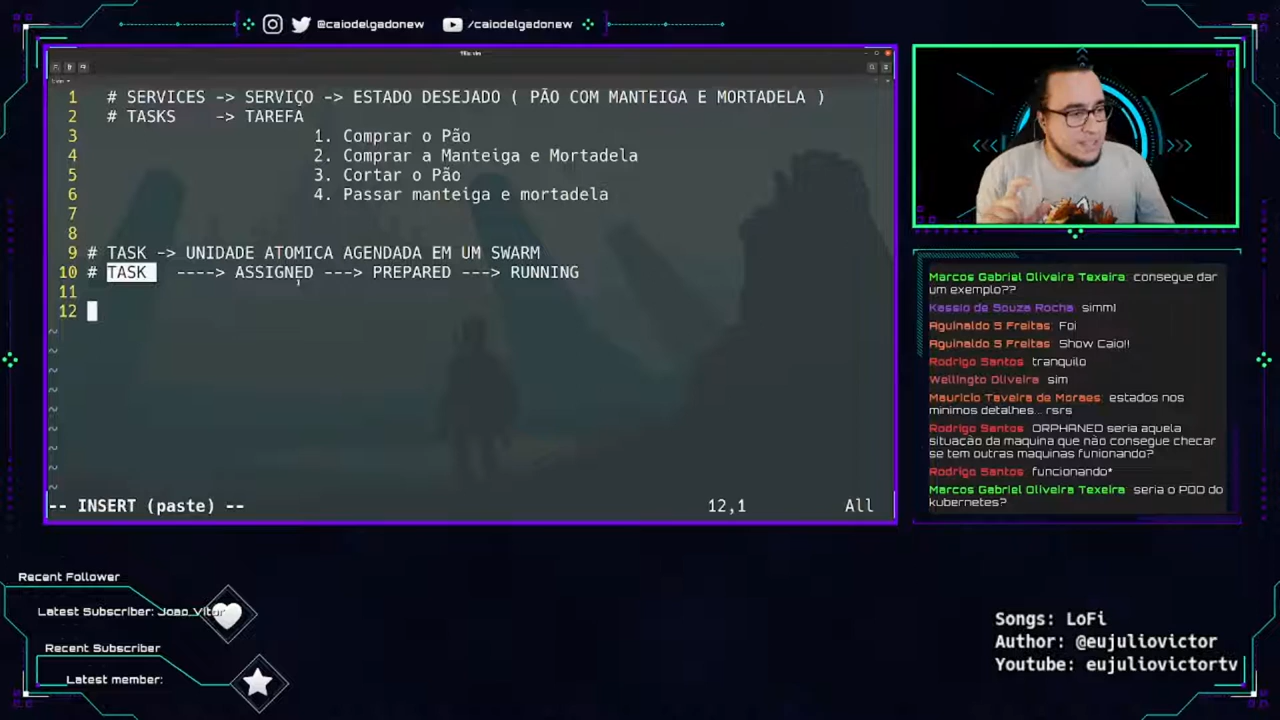 @caiodelgadonew /caiodelgadonew
1 # SERVICES -> SERVIÇO -> ESTADO DESEJADO ( PÃO COM MANTEIGA E MORTADELA )
2 # TASKS -> TAREFA
3 1. Comprar o Pão
4 2. Comprar a Manteiga e Mortadela
5 3. Cortar o Pão
6 4. Passar manteiga e mortadela
7
8
9 # TASK -> UNIDADE ATOMICA AGENDADA EM UM SWARM
10 # TASK ----> ASSIGNED ---> PREPARED ---> RUNNING
11
12
~
~
~
~
~
~
~
~
~
-- INSERT (paste) -- 12,1 All
Marcos Gabriel Oliveira Texeira: consegue dar
um exemplo??
Kassio de Souza Rocha: simm!
Aguinaldo S Freitas: Foi
Aguinaldo S Freitas: Show Caio!!
Rodrigo Santos tranquilo
Wellingto Oliveira sim
Mauricio Taveira de Moraes: estados nos
minimos detalhes... rsrs
Rodrigo Santos ORPHANED seria aquela
situação da maquina que não consegue checar
se tem outras maquinas funionando?
Rodrigo Santos funcionando*
Marcos Gabriel Oliveira Texeira seria o POD do
kubernetes?
Recent Follower
Latest Subscriber: Joao Vitor
Recent Subscriber
Latest member:
Songs: LoFi
Author: @eujuliovictor
Youtube: eujuliovictortv